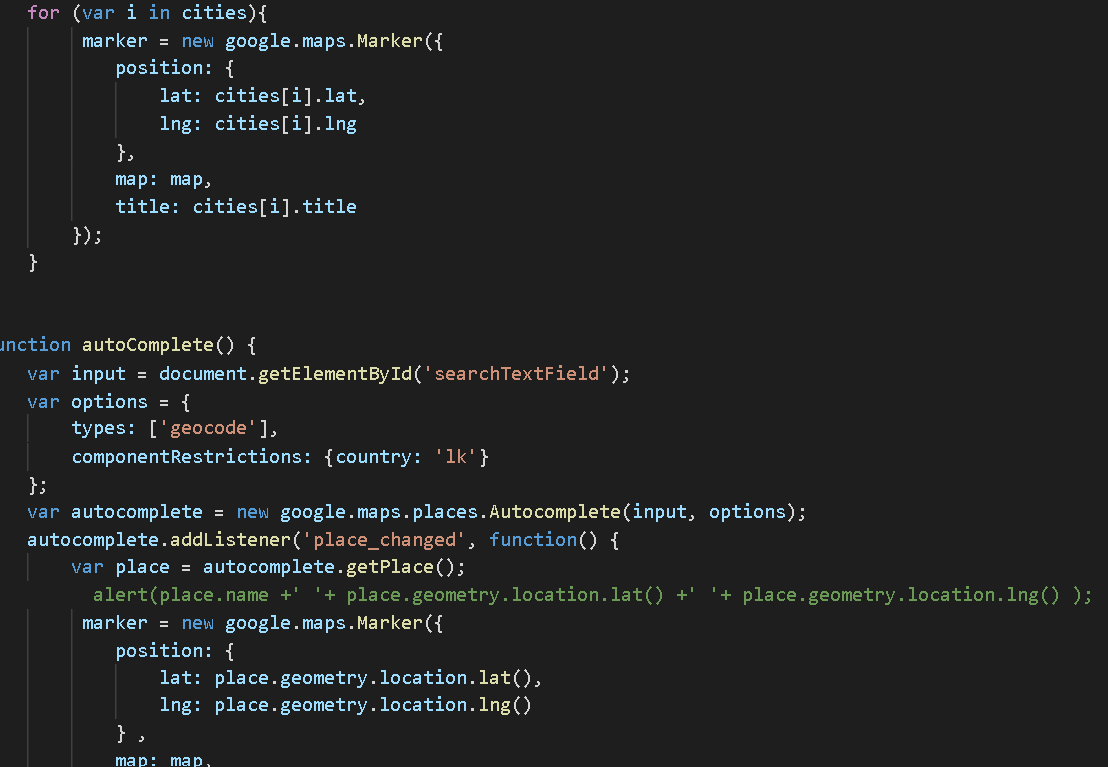 for (var i in cities){
marker = new google.maps.Marker({
position: {
lat: cities[i].lat,
lng: cities[i].lng
},
map: map,
title: cities[i].title
});
}
unction autoComplete() {
var input = document.getElementById('searchTextField');
var options = {
types: ['geocode'],
componentRestrictions: {country: 'lk'}
};
var autocomplete = new google.maps.places.Autocomplete(input, options);
autocomplete.addListener('place_changed', function() {
var place = autocomplete.getPlace();
alert(place.name +' '+ place.geometry.location.lat() +' '+ place.geometry.location.lng() );
marker = new google.maps.Marker({
position: {
lat: place.geometry.location.lat(),
lng: place.geometry.location.lng()
} ,
map: map,